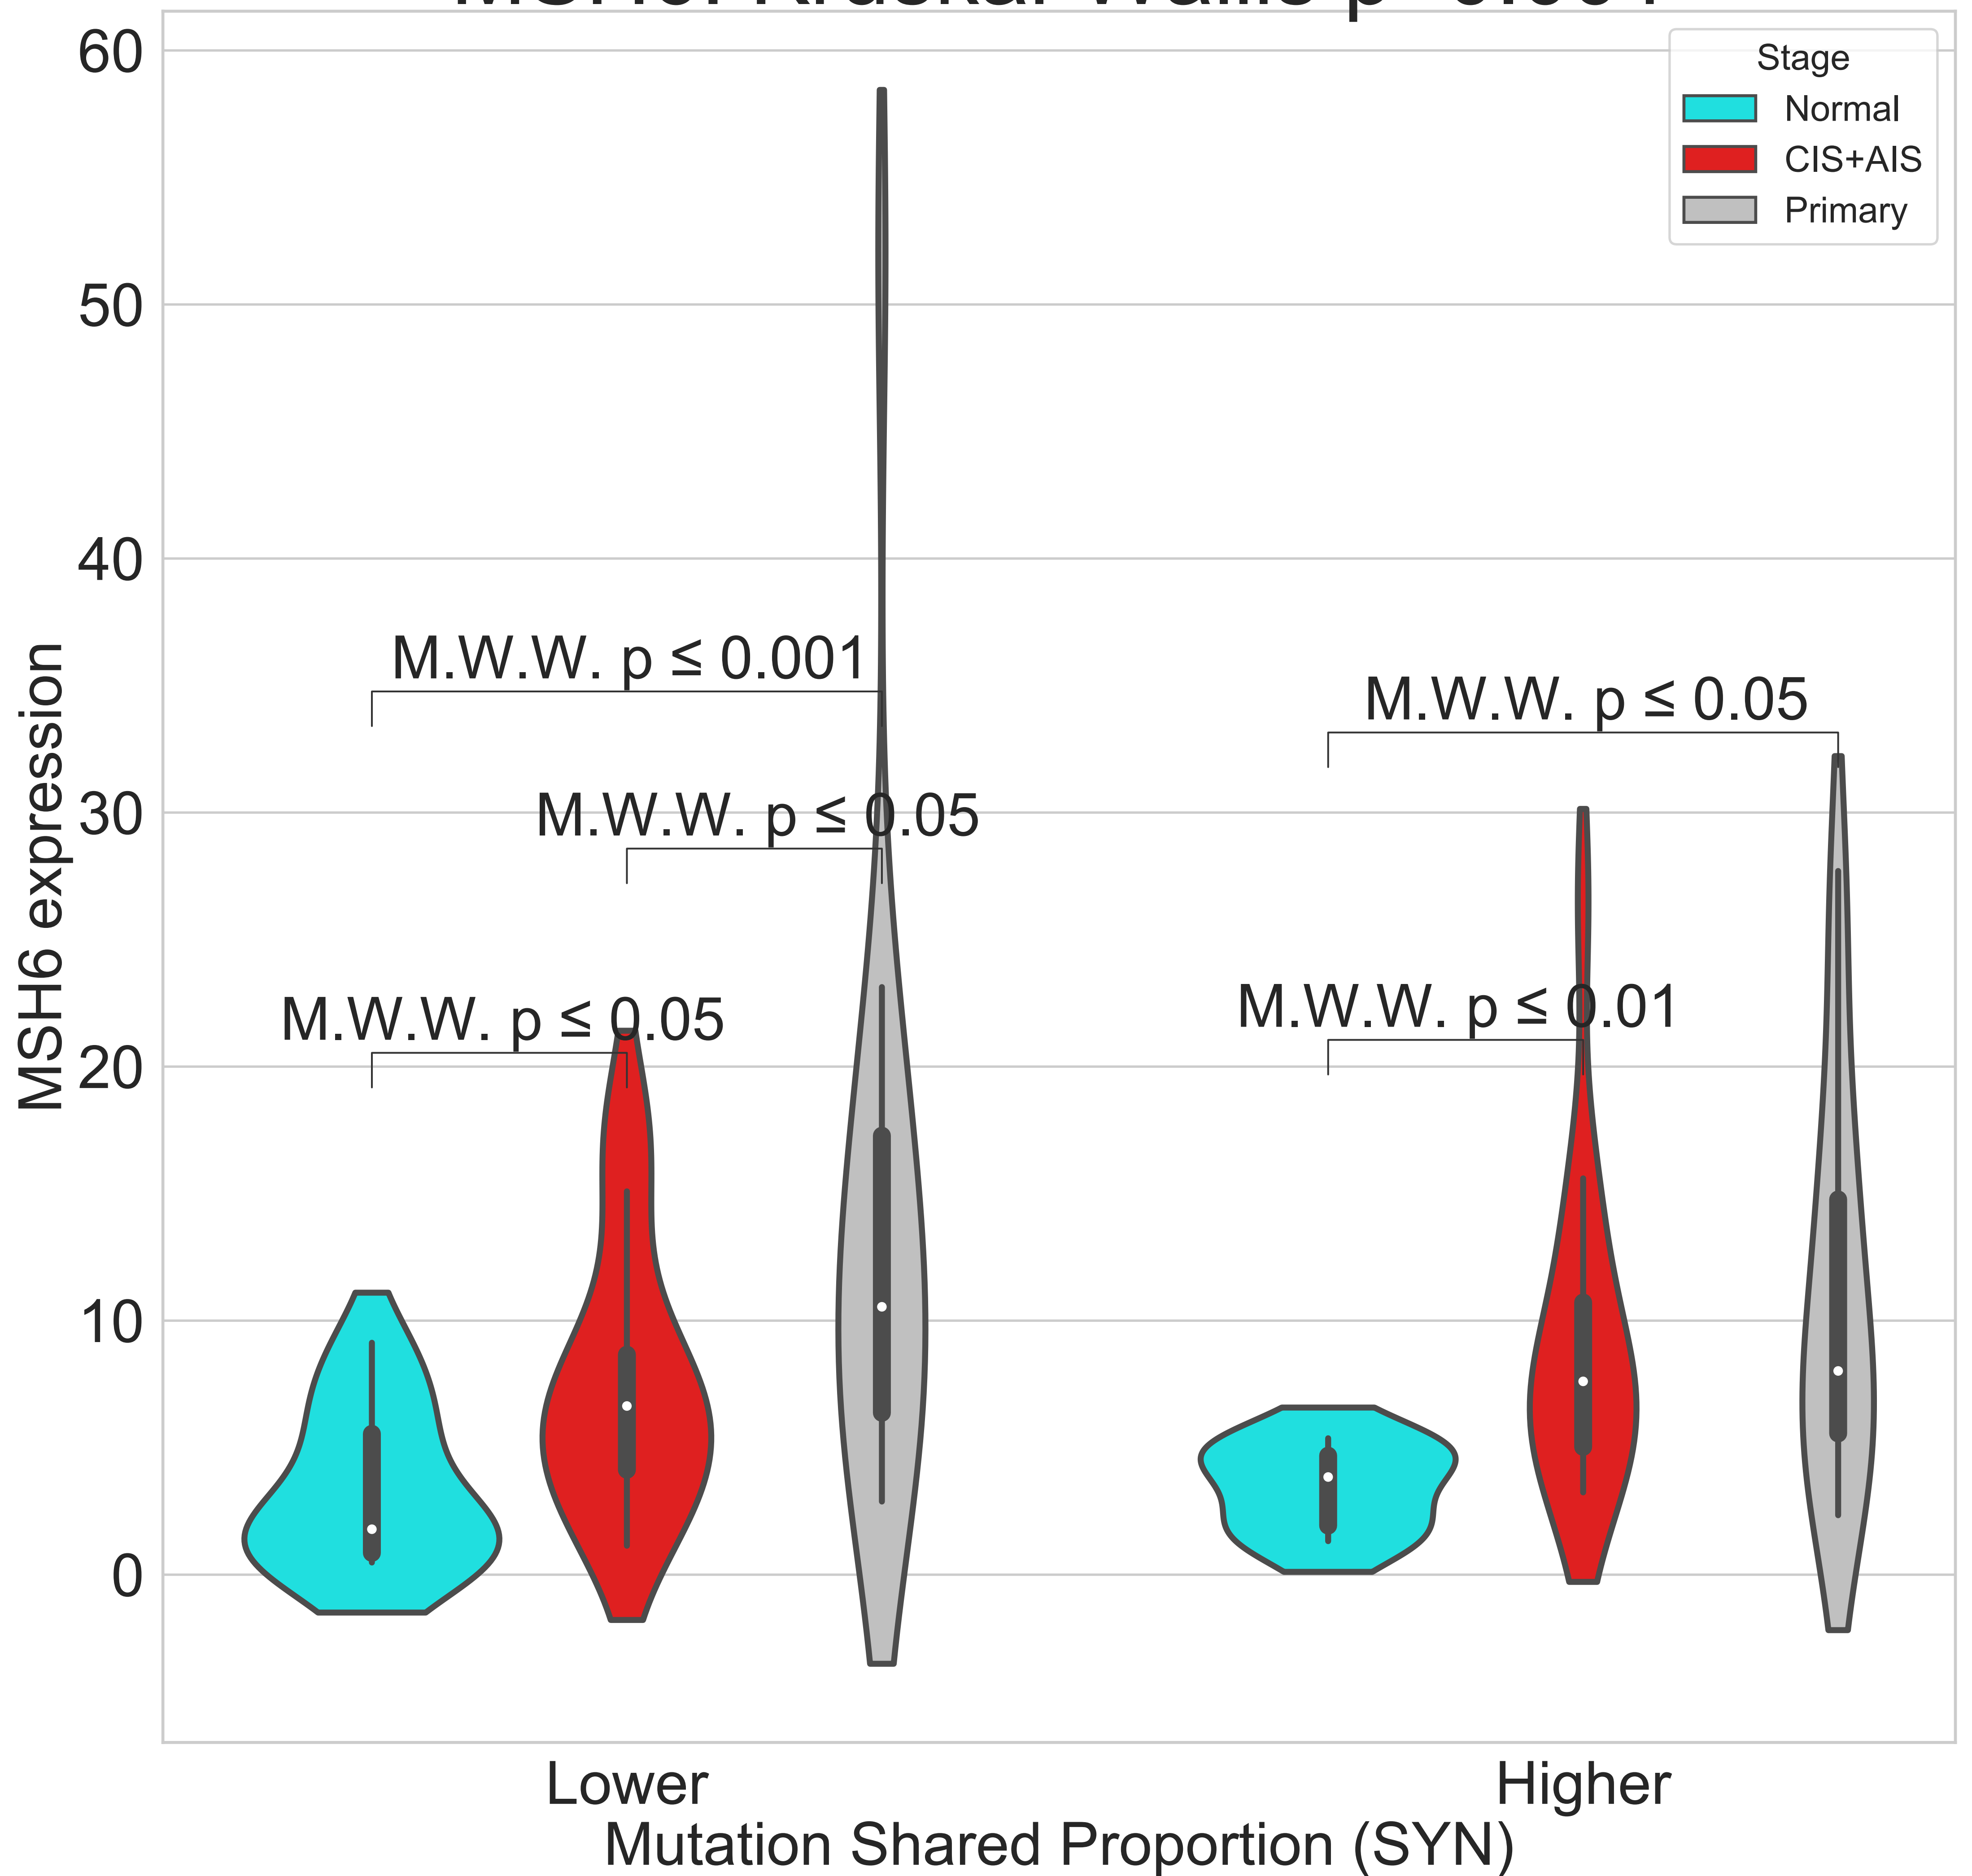 60
50
40
30
20
10
0
MSH6 expression
Stage
Normal
CIS+AIS
Primary
M.W.W. p ≤ 0.001
M.W.W. p ≤ 0.05
M.W.W. p ≤ 0.05
M.W.W. p ≤ 0.05
M.W.W. p ≤ 0.01
Lower
Higher
Mutation Shared Proportion (SYN)